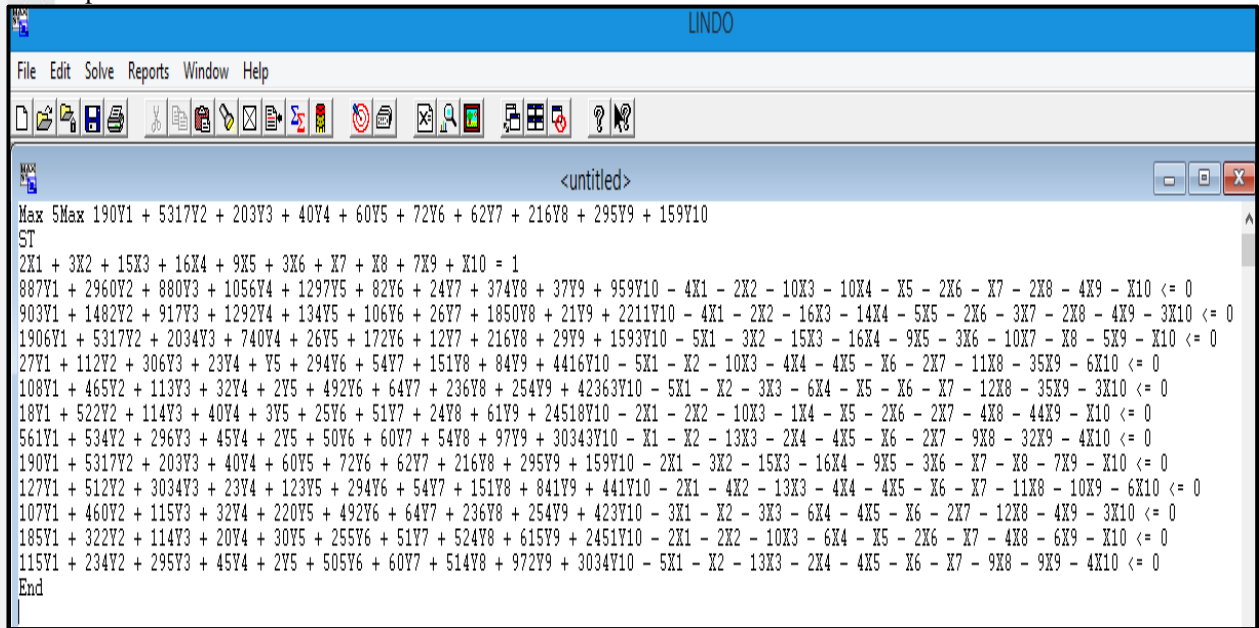 LINDO
File Edit Solve Reports Window Help
<untitled>
Max 5Max 190Y1 + 5317Y2 + 203Y3 + 40Y4 + 60Y5 + 72Y6 + 62Y7 + 216Y8 + 295Y9 + 159Y10
ST
2X1 + 3X2 + 15X3 + 16X4 + 9X5 + 3X6 + X7 + X8 + 7X9 + X10 = 1
887Y1 + 2960Y2 + 880Y3 + 1056Y4 + 1297Y5 + 82Y6 + 24Y7 + 374Y8 + 37Y9 + 959Y10 - 4X1 - 2X2 - 10X3 - 10X4 - X5 - 2X6 - X7 - 2X8 - 4X9 - X10 <= 0
903Y1 + 1482Y2 + 917Y3 + 1292Y4 + 134Y5 + 106Y6 + 26Y7 + 1850Y8 + 21Y9 + 2211Y10 - 4X1 - 2X2 - 16X3 - 14X4 - 5X5 - 2X6 - 3X7 - 2X8 - 4X9 - 3X10 <= 0
1906Y1 + 5317Y2 + 2034Y3 + 740Y4 + 26Y5 + 172Y6 + 12Y7 + 216Y8 + 29Y9 + 1593Y10 - 5X1 - 3X2 - 15X3 - 16X4 - 9X5 - 3X6 - 10X7 - X8 - 5X9 - X10 <= 0
27Y1 + 112Y2 + 306Y3 + 23Y4 + Y5 + 294Y6 + 54Y7 + 151Y8 + 84Y9 + 4416Y10 - 5X1 - X2 - 10X3 - 4X4 - 4X5 - X6 - 2X7 - 11X8 - 35X9 - 6X10 <= 0
108Y1 + 465Y2 + 113Y3 + 32Y4 + 2Y5 + 492Y6 + 64Y7 + 236Y8 + 254Y9 + 42363Y10 - 5X1 - X2 - 3X3 - 6X4 - X5 - X6 - X7 - 12X8 - 35X9 - 3X10 <= 0
18Y1 + 522Y2 + 114Y3 + 40Y4 + 3Y5 + 25Y6 + 51Y7 + 24Y8 + 61Y9 + 24518Y10 - 2X1 - 2X2 - 10X3 - 1X4 - X5 - 2X6 - 2X7 - 4X8 - 44X9 - X10 <= 0
561Y1 + 534Y2 + 296Y3 + 45Y4 + 2Y5 + 50Y6 + 60Y7 + 54Y8 + 97Y9 + 30343Y10 - X1 - X2 - 13X3 - 2X4 - 4X5 - X6 - 2X7 - 9X8 - 32X9 - 4X10 <= 0
190Y1 + 5317Y2 + 203Y3 + 40Y4 + 60Y5 + 72Y6 + 62Y7 + 216Y8 + 295Y9 + 159Y10 - 2X1 - 3X2 - 15X3 - 16X4 - 9X5 - 3X6 - X7 - X8 - 7X9 - X10 <= 0
127Y1 + 512Y2 + 3034Y3 + 23Y4 + 123Y5 + 294Y6 + 54Y7 + 151Y8 + 841Y9 + 441Y10 - 2X1 - 4X2 - 13X3 - 4X4 - 4X5 - X6 - X7 - 11X8 - 10X9 - 6X10 <= 0
107Y1 + 460Y2 + 115Y3 + 32Y4 + 220Y5 + 492Y6 + 64Y7 + 236Y8 + 254Y9 + 423Y10 - 3X1 - X2 - 3X3 - 6X4 - 4X5 - X6 - 2X7 - 12X8 - 4X9 - 3X10 <= 0
185Y1 + 322Y2 + 114Y3 + 20Y4 + 30Y5 + 255Y6 + 51Y7 + 524Y8 + 615Y9 + 2451Y10 - 2X1 - 2X2 - 10X3 - 6X4 - X5 - 2X6 - X7 - 4X8 - 6X9 - X10 <= 0
115Y1 + 234Y2 + 295Y3 + 45Y4 + 2Y5 + 505Y6 + 60Y7 + 514Y8 + 972Y9 + 3034Y10 - 5X1 - X2 - 13X3 - 2X4 - 4X5 - X6 - X7 - 9X8 - 9X9 - 4X10 <= 0
End